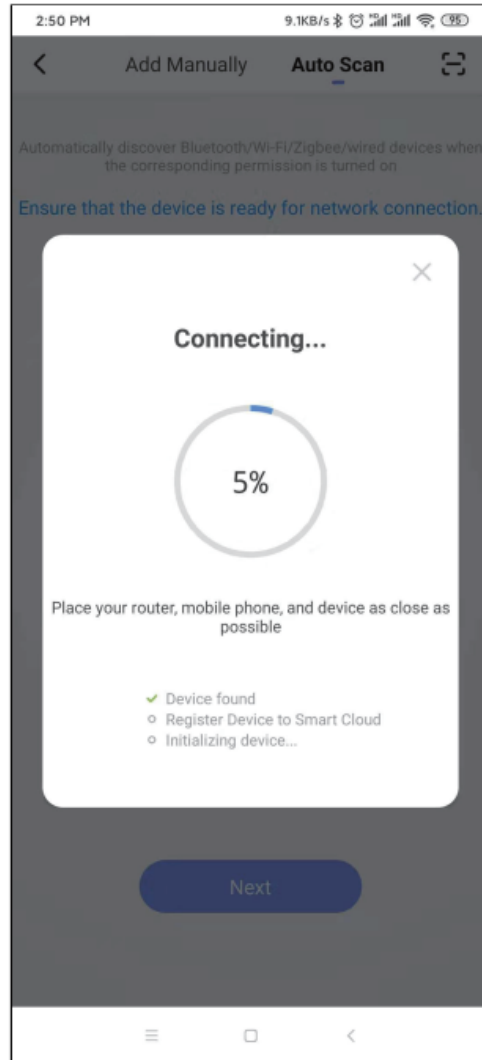 2:50 PM 9.1KB/s 95
Add Manually Auto Scan
Automatically discover Bluetooth/Wi-Fi/Zigbee/wired devices when
the corresponding permission is turned on
Ensure that the device is ready for network connection.
Connecting...
5%
Place your router, mobile phone, and device as close as
possible
Device found
Register Device to Smart Cloud
Initializing device...
Next